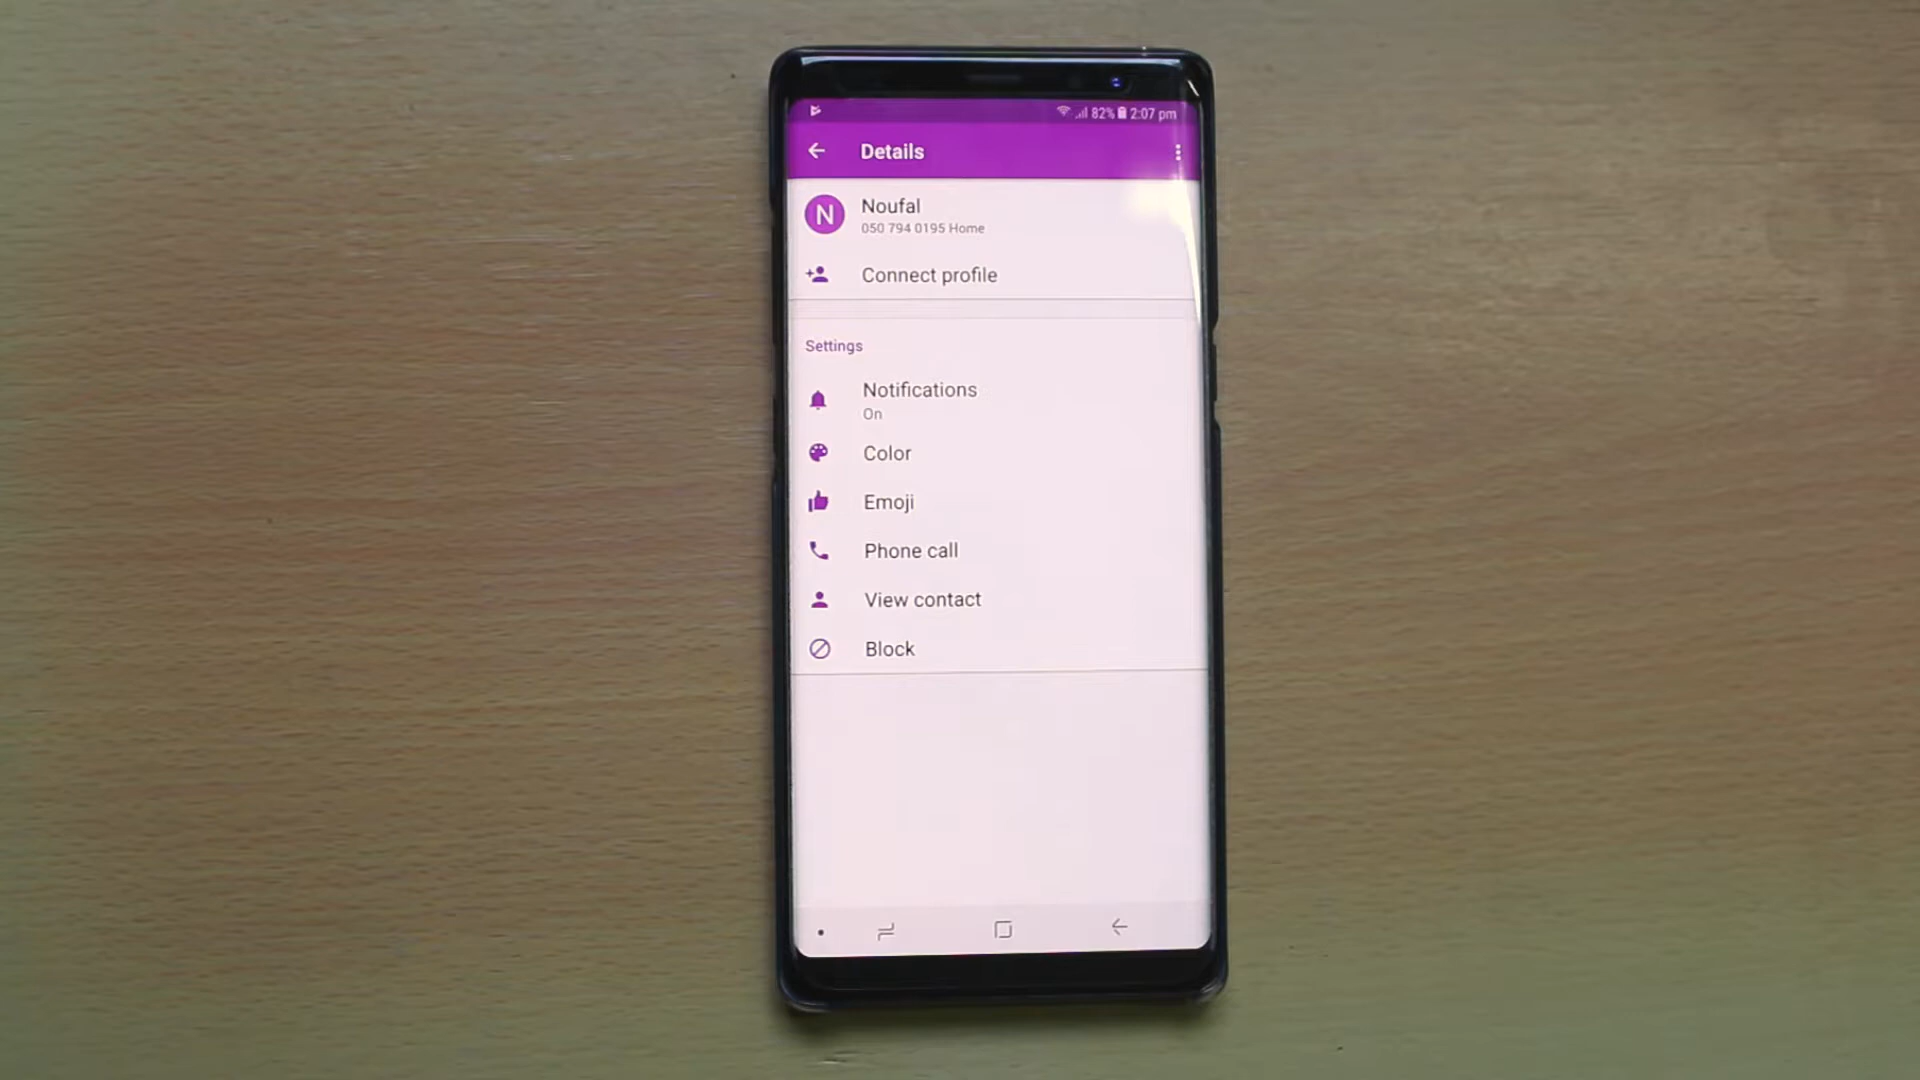 82% 2:07 pm
Details
N
Noufal
050 794 0195 Home
Connect profile
Settings
Notifications
On
Color
Emoji
Phone call
View contact
Block